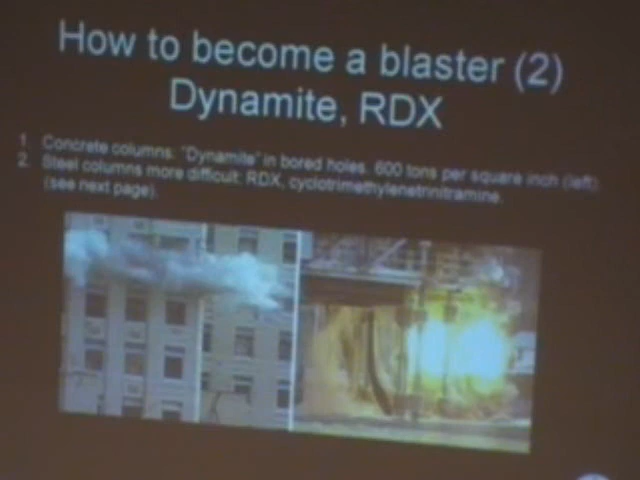 How to become a blaster (2)
Dynamite, RDX
1. Concrete columns. "Dynamite" in bored holes. 600 tons per square inch (left)
2. Steel columns more difficult: RDX, cyclotrimethylenetrinitramine.
(see next page).